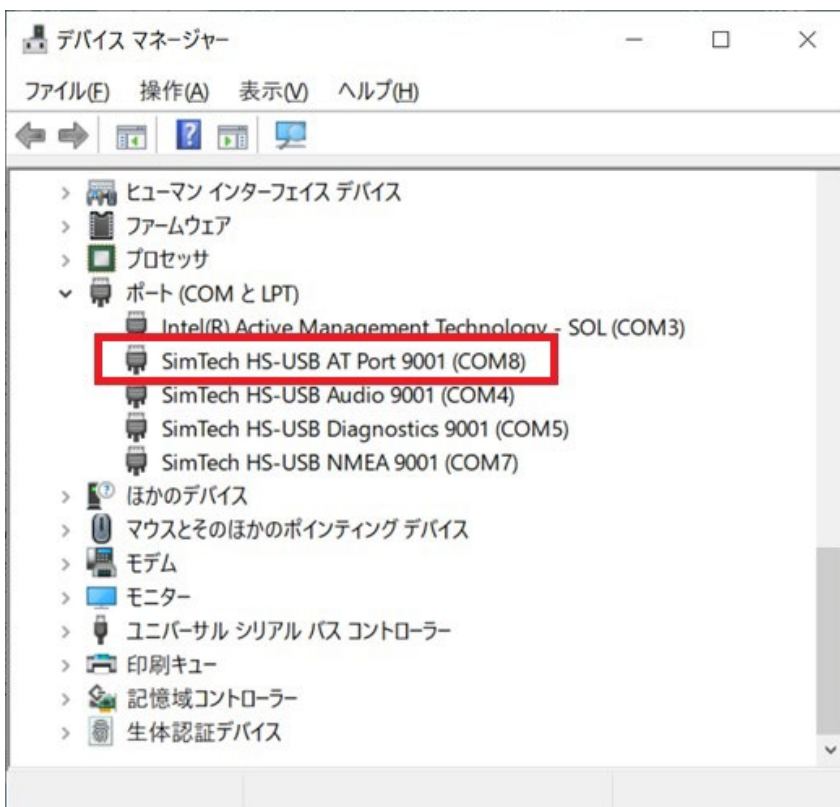 デバイス マネージャー
ファイル(F) 操作(A) 表示(V) ヘルプ(H)
ヒューマン インターフェイス デバイス
ファームウェア
プロセッサ
ポート (COM と LPT)
Intel(R) Active Management Technology - SOL (COM3)
SimTech HS-USB AT Port 9001 (COM8)
SimTech HS-USB Audio 9001 (COM4)
SimTech HS-USB Diagnostics 9001 (COM5)
SimTech HS-USB NMEA 9001 (COM7)
ほかのデバイス
マウスとそのほかのポインティング デバイス
モデム
モニター
ユニバーサル シリアル バス コントローラー
印刷キュー
記憶域コントローラー
生体認証デバイス